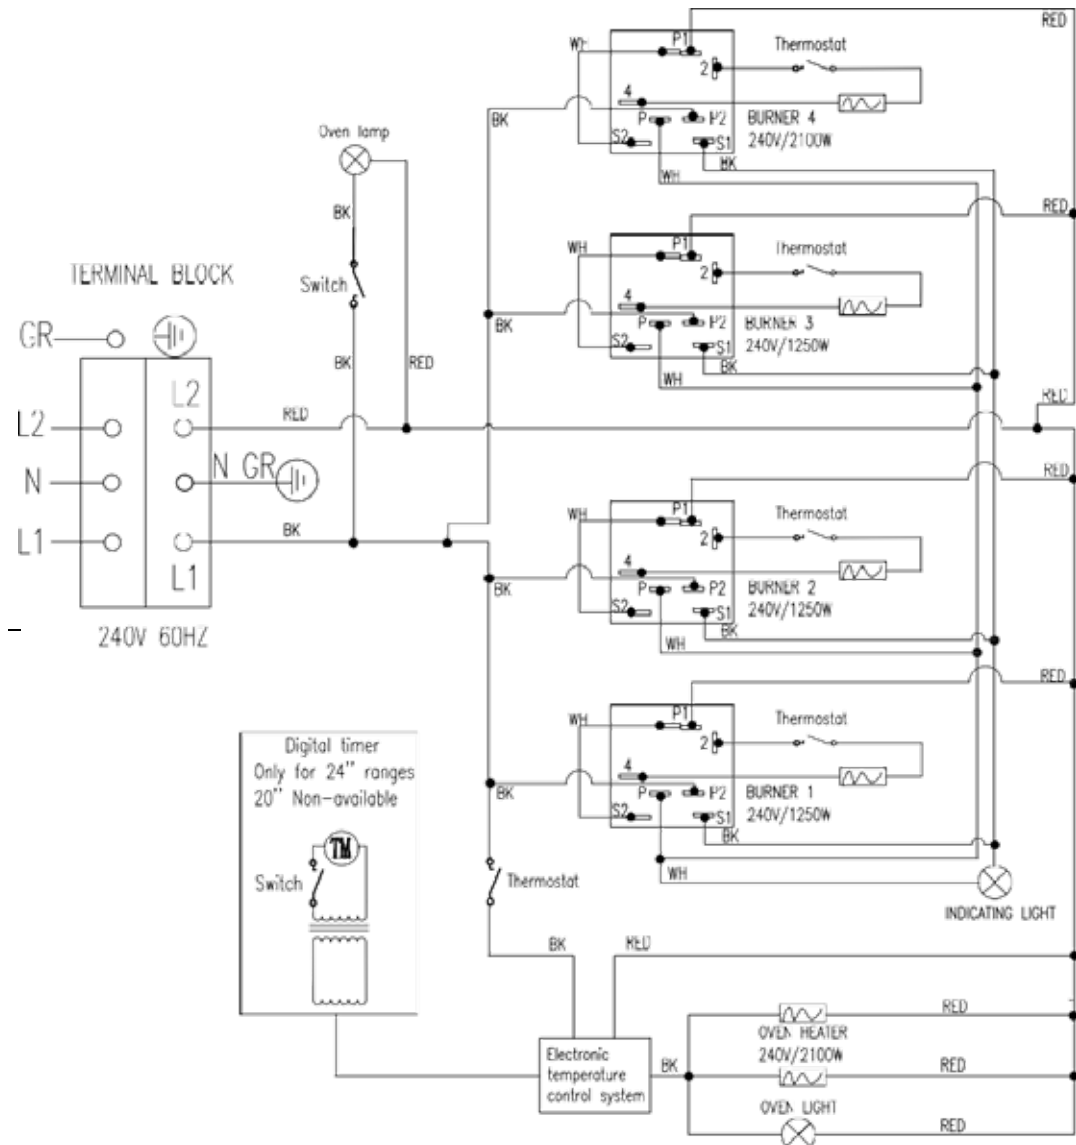 RED
WH
P1
Thermostat
2
4
BK
P
P2
BURNER 4
240V/2100W
S2
S1
BK
WH
Oven lamp
BK
RED
WH
P1
Thermostat
2
TERMINAL BLOCK
Switch
4
BK
P
P2
BURNER 3
240V/1250W
S2
S1
BK
WH
GR
BK
RED
L2
L2
RED
RED
N
N GR
RED
L1
BK
L1
240V 60HZ
WH
P1
Thermostat
2
4
BK
P
P2
BURNER 2
240V/1250W
S2
S1
BK
WH
RED
WH
P1
Thermostat
2
4
BK
P
P2
BURNER 1
240V/1250W
S2
S1
BK
WH
Digital timer
Only for 24" ranges
20" Non-available
TM
Switch
Thermostat
INDICATING LIGHT
BK
RED
RED
OVEN HEATER
240V/2100W
Electronic
temperature
control system
BK
RED
OVEN LIGHT
RED